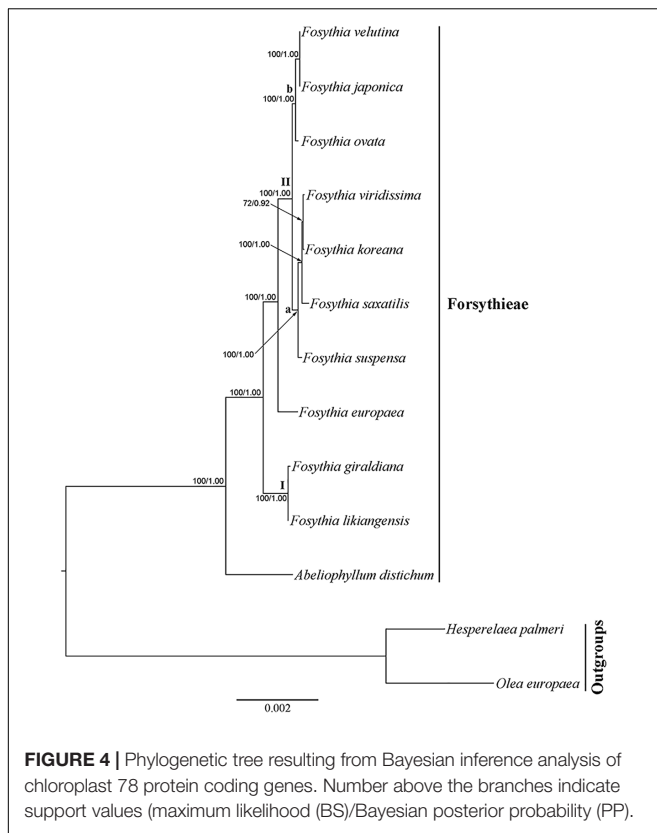 Fosythia velutina
100/1.00
b
Fosythia japonica
100/1.00
Fosythia ovata
II
100/1.00
Fosythia viridissima
72/0.92
100/1.00
Fosythia koreana
100/1.00
a
Fosythia saxatilis
Forsythieae
100/1.00
Fosythia suspensa
100/1.00
Fosythia europaea
Fosythia giraldiana
100/1.00
I
100/1.00
Fosythia likiangensis
Abeliophyllum distichum
Hesperelaea palmeri
Outgroups
Olea europaea
0.002
FIGURE 4 | Phylogenetic tree resulting from Bayesian inference analysis of
chloroplast 78 protein coding genes. Number above the branches indicate
support values (maximum likelihood (BS)/Bayesian posterior probability (PP).